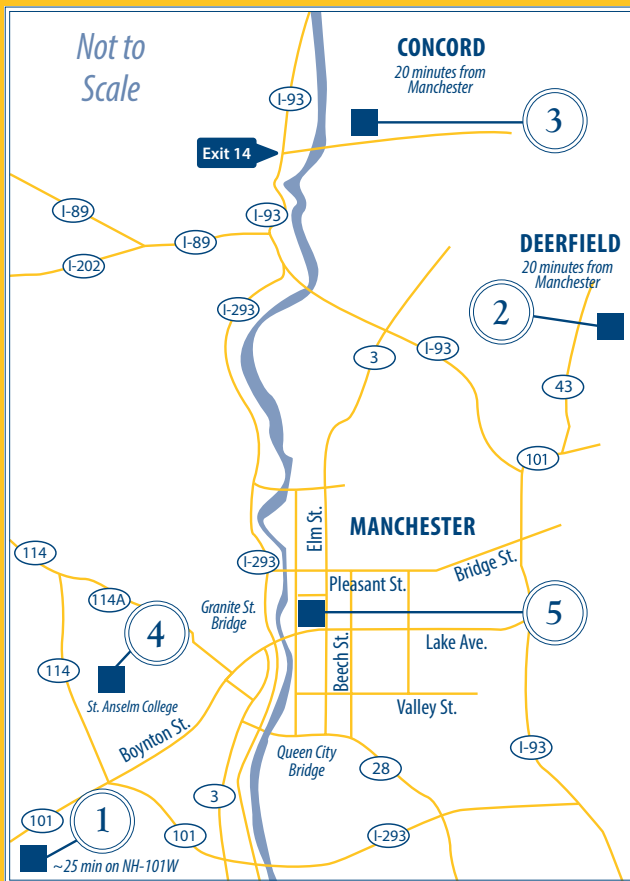 Not to
Scale
CONCORD
20 minutes from
Manchester
I-93
3
Exit 14
I-89
I-93
I-89
I-202
DEERFIELD
20 minutes from
Manchester
2
I-293
3
I-93
43
101
Elm St.
MANCHESTER
114
I-293
Pleasant St.
Bridge St.
114A
Granite St.
Bridge
5
4
Beech St.
Lake Ave.
114
St. Anselm College
Valley St.
Boynton St.
I-93
Queen City
Bridge
28
3
1
101
101
I-293
~25 min on NH-101W